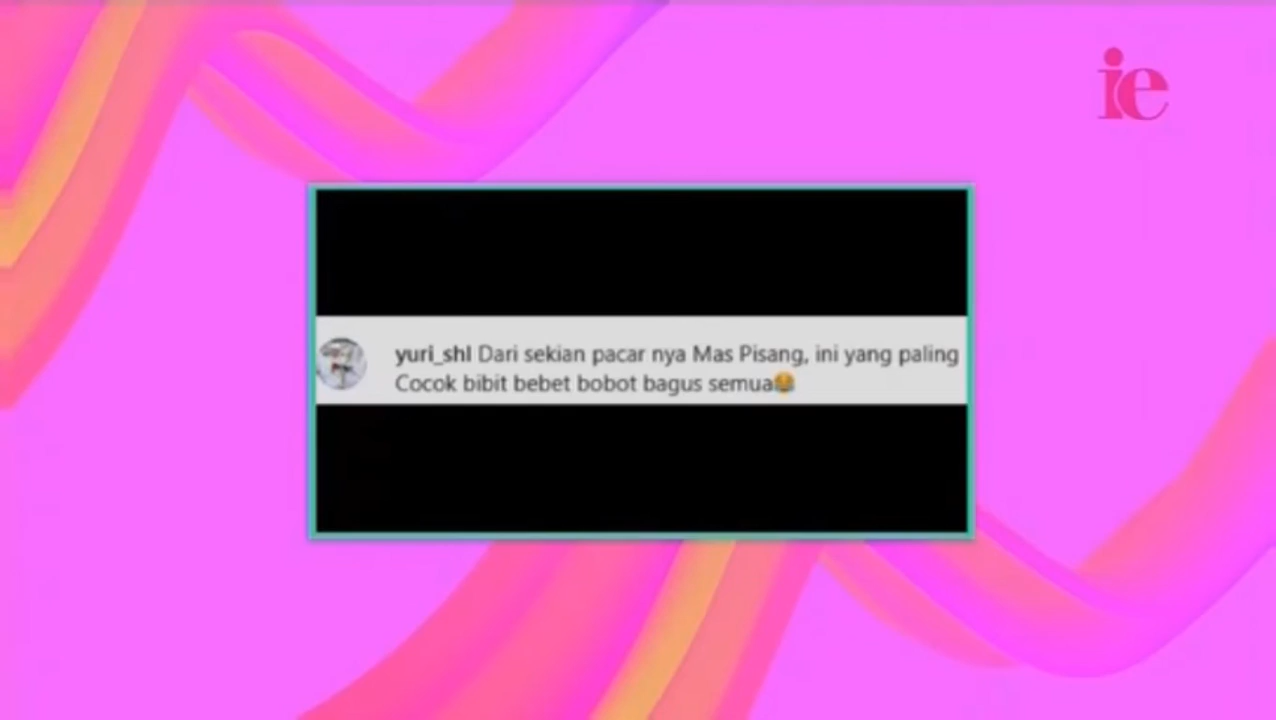 ie
yuri_shl Dari sekian pacar nya Mas Pisang, ini yang paling
Cocok bibit bebet bobot bagus semua😂